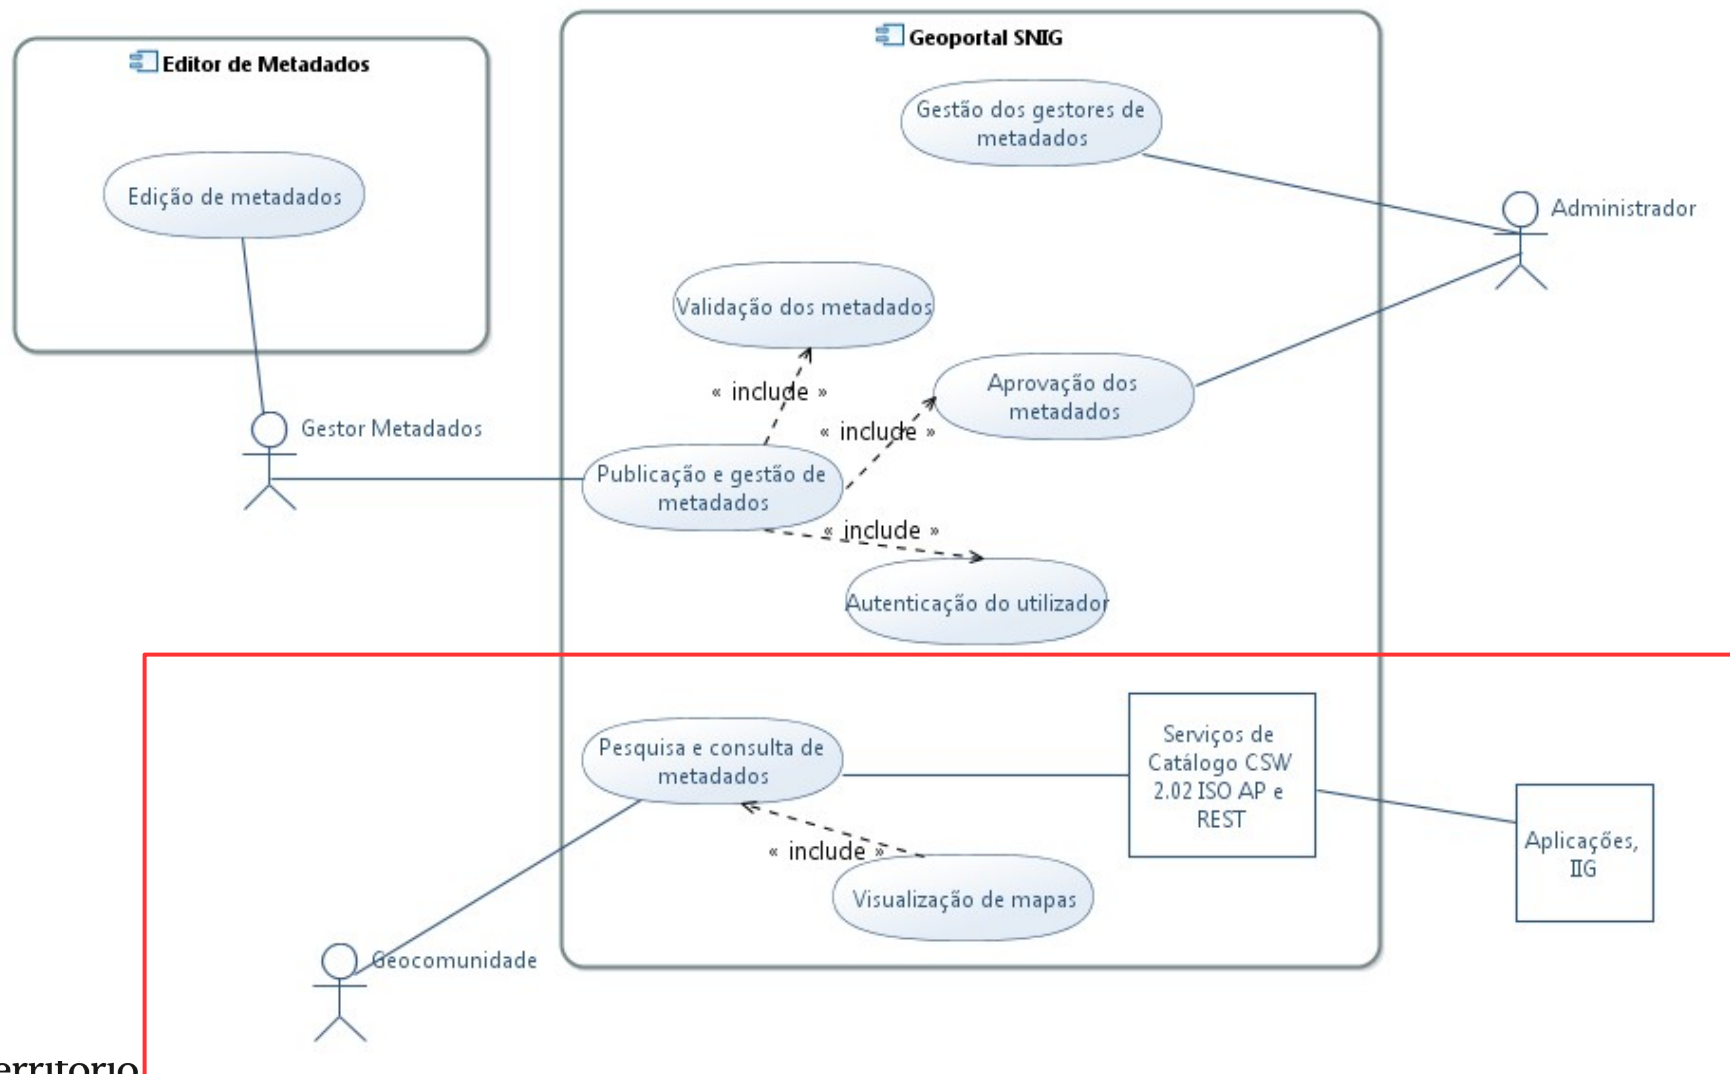 Editor de Metadados
Geoportal SNIG
Gestão dos gestores de
metadados
Edição de metadados
Administrador
Validação dos metadados
« include »
Aprovação dos
metadados
« include »
Gestor Metadados
Publicação e gestão de
metadados
« include »
Autenticação do utilizador
Pesquisa e consulta de
metadados
Serviços de
Catálogo CSW
2.02 ISO AP e
REST
Aplicações,
IIG
« include »
Visualização de mapas
Geocomunidade